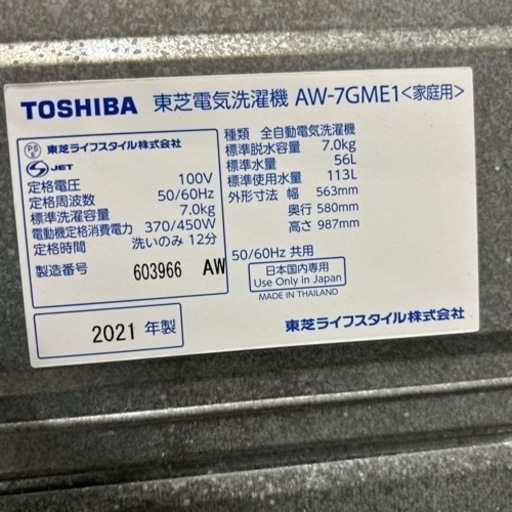 TOSHIBA 東芝電気洗濯機 AW-7GME1<家庭用>
PS E 東芝ライフスタイル株式会社
S JET
定格電圧 100V
定格周波数 50/60Hz
標準洗濯容量 7.0kg
電動機定格消費電力 370/450W
定格時間 洗いのみ 12分
製造番号 603966 AW
2021 年製
種類 全自動電気洗濯機
標準脱水容量 7.0kg
標準水量 56L
標準使用水量 113L
外形寸法 幅 563mm
奥行 580mm
高さ 987mm
50/60Hz 共用
日本国内専用
Use Only in Japan
MADE IN THAILAND
東芝ライフスタイル株式会社